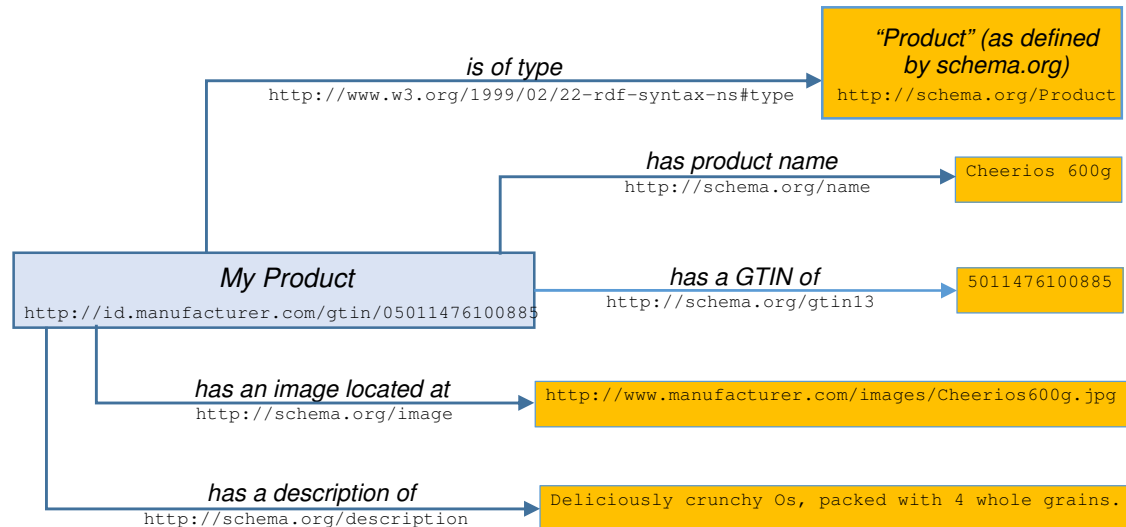 “Product” (as defined
by schema.org)
http://schema.org/Product
is of type
http://www.w3.org/1999/02/22-rdf-syntax-ns#type
has product name
http://schema.org/name
Cheerios 600g
My Product
http://id.manufacturer.com/gtin/05011476100885
has a GTIN of
http://schema.org/gtin13
5011476100885
has an image located at
http://schema.org/image
http://www.manufacturer.com/images/Cheerios600g.jpg
has a description of
http://schema.org/description
Deliciously crunchy Os, packed with 4 whole grains.